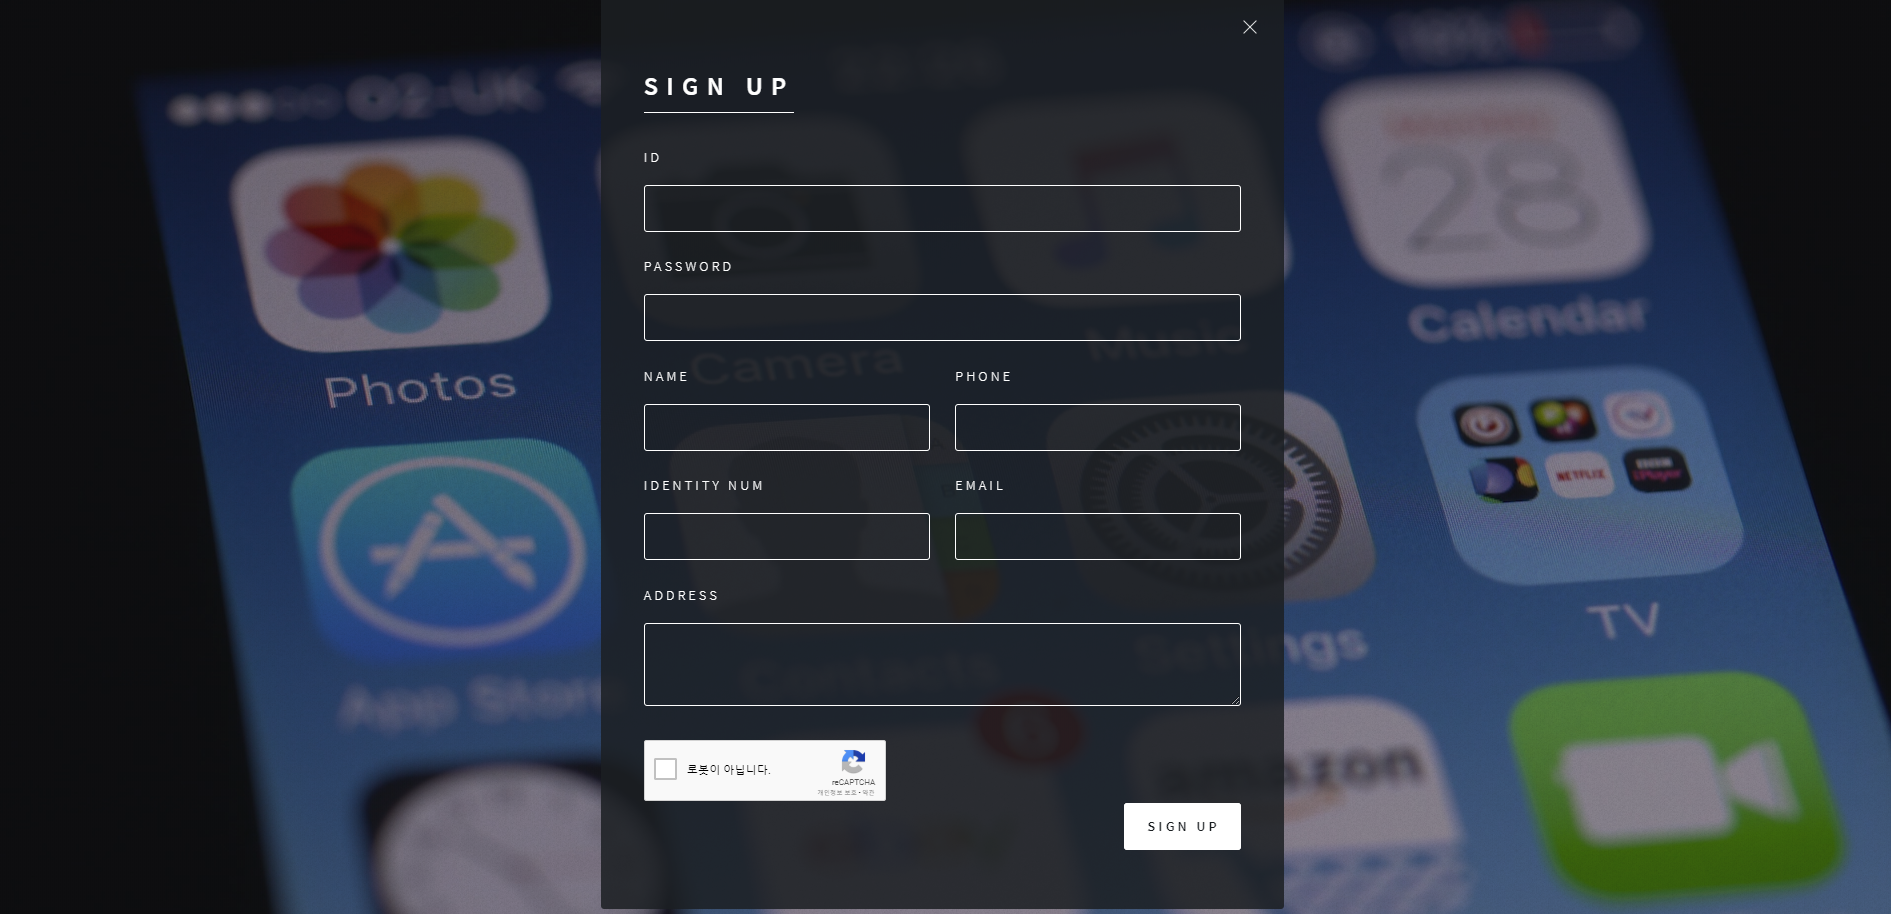 O2-UK
SIGN UP
ID
PASSWORD
NAME
PHONE
IDENTITY NUM
EMAIL
ADDRESS
로봇이 아닙니다.
reCAPTCHA
개인정보 보호 - 약관
SIGN UP
Photos
Camera
Music
28
Calendar
App Store
Contacts
Settings
NETFLIX
iPlayer
TV
amazon